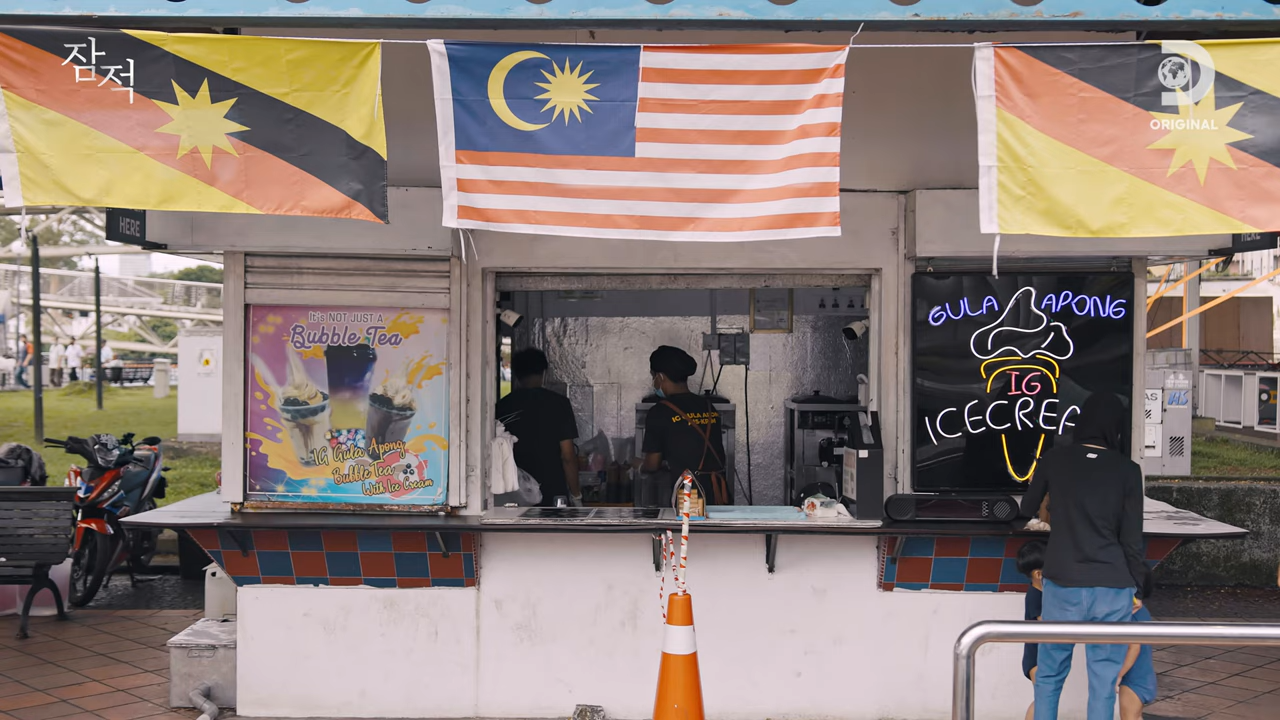 잠적
ORIGINAL
HERE
It's NOT JUST A
Bubble Tea
IG Gula Apong
Bubble Tea
With Ice Cream
GULA APONG
IG
ICECREA